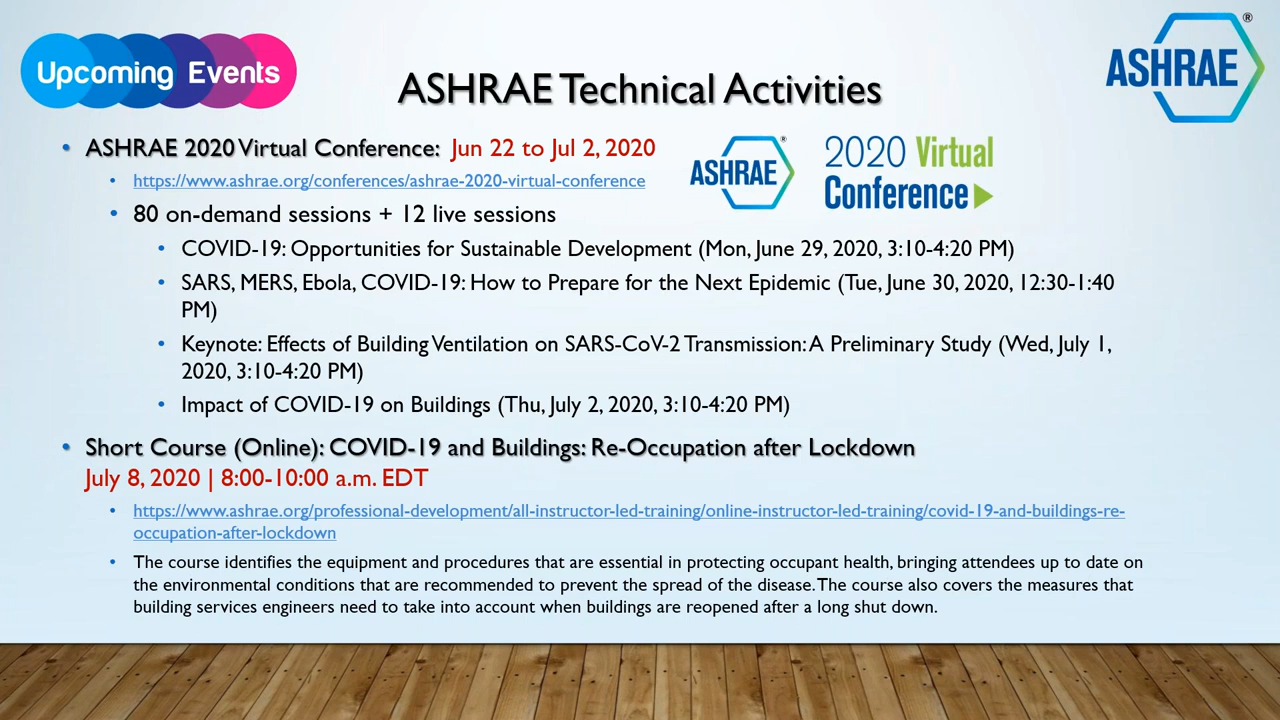 Upcoming Events
ASHRAE Technical Activities
ASHRAE®
• ASHRAE 2020 Virtual Conference: Jun 22 to Jul 2, 2020
ASHRAE®
2020 Virtual
Conference
• https://www.ashrae.org/conferences/ashrae-2020-virtual-conference
• 80 on-demand sessions + 12 live sessions
• COVID-19: Opportunities for Sustainable Development (Mon, June 29, 2020, 3:10-4:20 PM)
• SARS, MERS, Ebola, COVID-19: How to Prepare for the Next Epidemic (Tue, June 30, 2020, 12:30-1:40
PM)
• Keynote: Effects of Building Ventilation on SARS-CoV-2 Transmission: A Preliminary Study (Wed, July 1,
2020, 3:10-4:20 PM)
• Impact of COVID-19 on Buildings (Thu, July 2, 2020, 3:10-4:20 PM)
• Short Course (Online): COVID-19 and Buildings: Re-Occupation after Lockdown
July 8, 2020 | 8:00-10:00 a.m. EDT
• https://www.ashrae.org/professional-development/all-instructor-led-training/online-instructor-led-training/covid-19-and-buildings-re-
occupation-after-lockdown
• The course identifies the equipment and procedures that are essential in protecting occupant health, bringing attendees up to date on
the environmental conditions that are recommended to prevent the spread of the disease. The course also covers the measures that
building services engineers need to take into account when buildings are reopened after a long shut down.